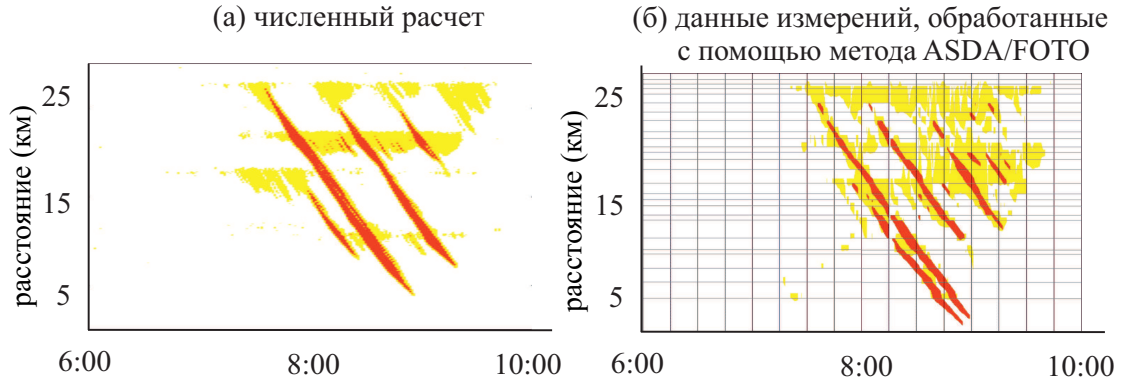 (а) численный расчет
(б) данные измерений, обработанные
с помощью метода ASDA/FOTO
расстояние (км)
25
15
5
6:00
8:00
10:00
расстояние (км)
25
15
5
6:00
8:00
10:00